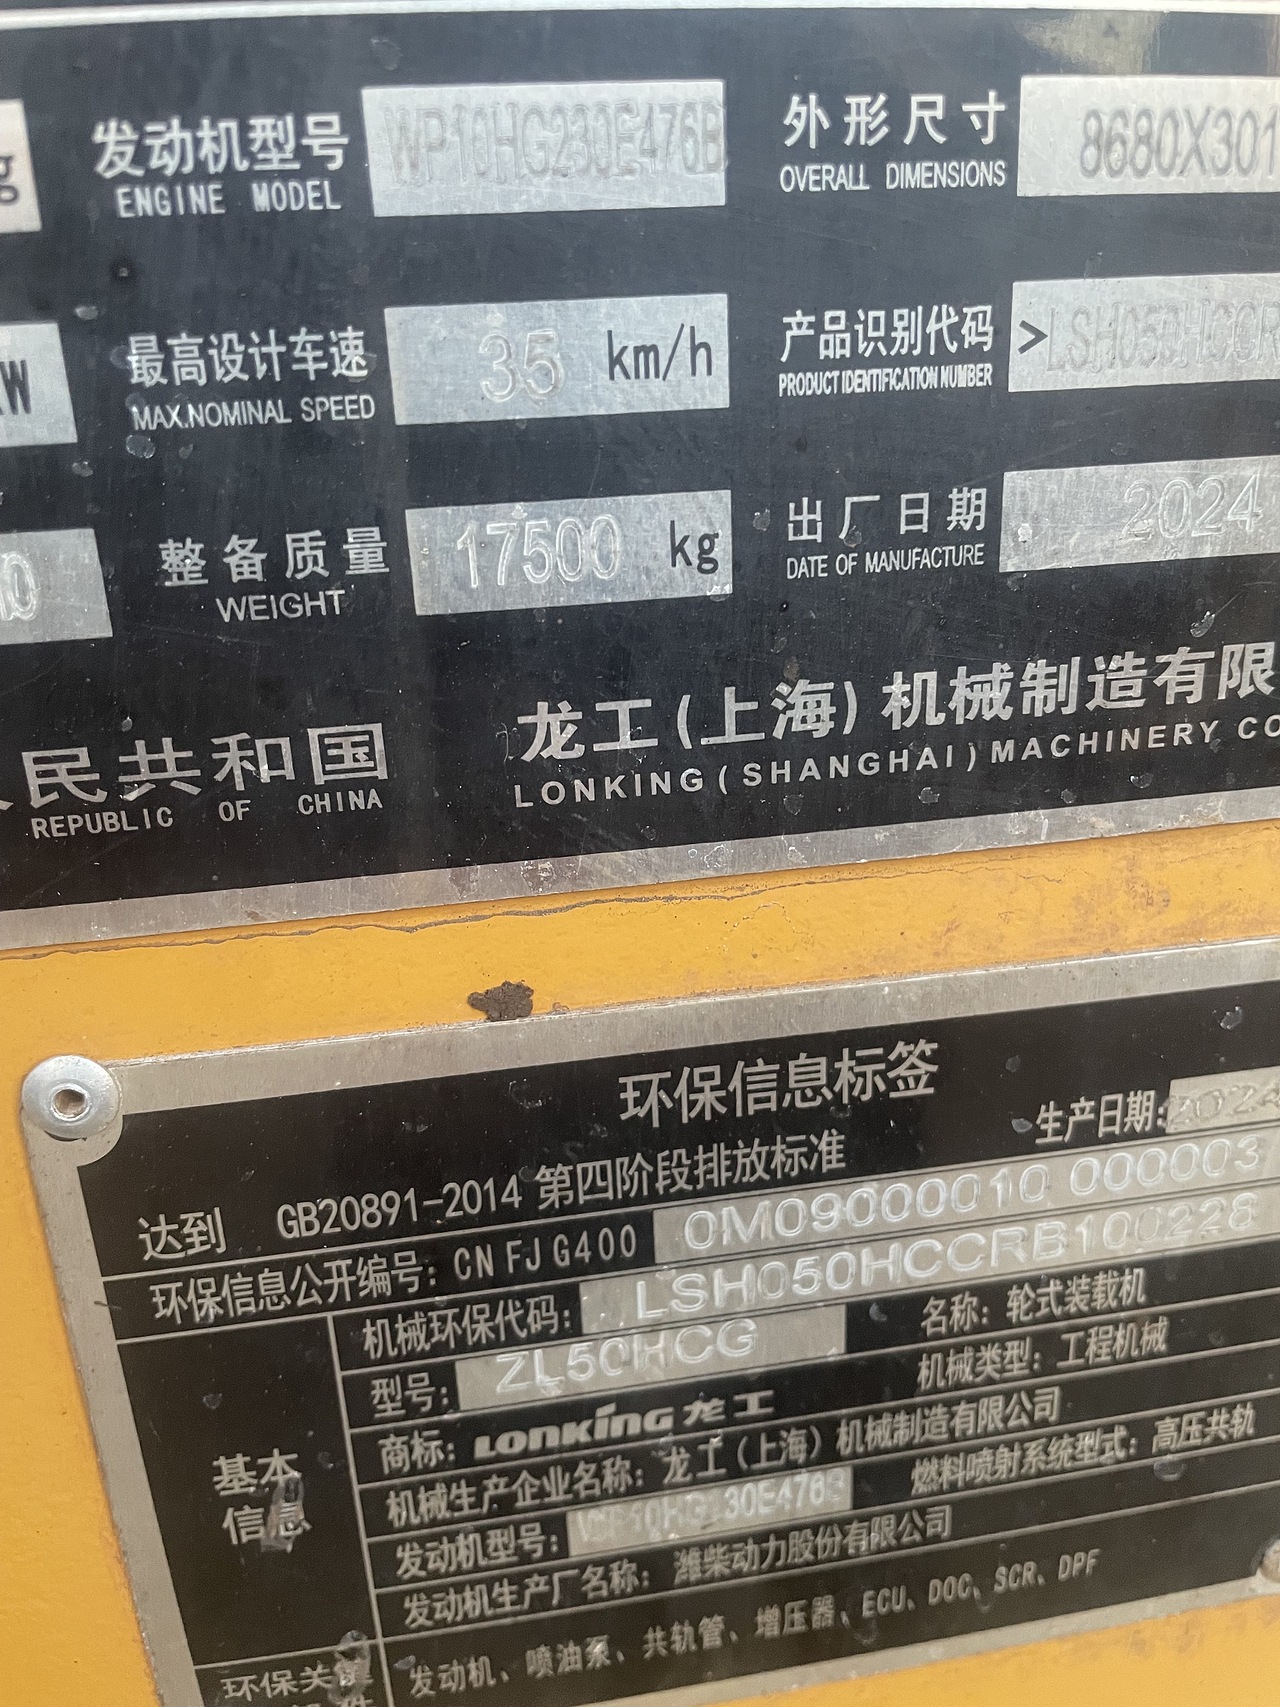 g
发动机型号 WP10HG230E476B
ENGINE MODEL
外形尺寸 8680X301
OVERALL DIMENSIONS
W
最高设计车速 35 km/h
MAX.NOMINAL SPEED
产品识别代码 >LSH050HCCR
PRODUCT IDENTIFICATION NUMBER
整备质量 17500 kg
WEIGHT
出厂日期 2024
DATE OF MANUFACTURE
民共和国
REPUBLIC OF CHINA
龙工(上海)机械制造有限
LONKING(SHANGHAI)MACHINERY CO
环保信息标签
生产日期:2024
达到 GB20891-2014 第四阶段排放标准
环保信息公开编号: CN FJ G400 0M09000010 000003
机械环保代码: LSH050HCCRB100228
型号: ZL50HCG 名称: 轮式装载机
商标: LONKING 龙工 机械类型: 工程机械
机械生产企业名称: 龙工(上海)机械制造有限公司
发动机型号: WP10HG230E476B 燃料喷射系统型式: 高压共轨
发动机生产厂名称: 潍柴动力股份有限公司
基本
信息
环保关键
发动机、喷油泵、共轨管、增压器、ECU、DOC、SCR、DPF